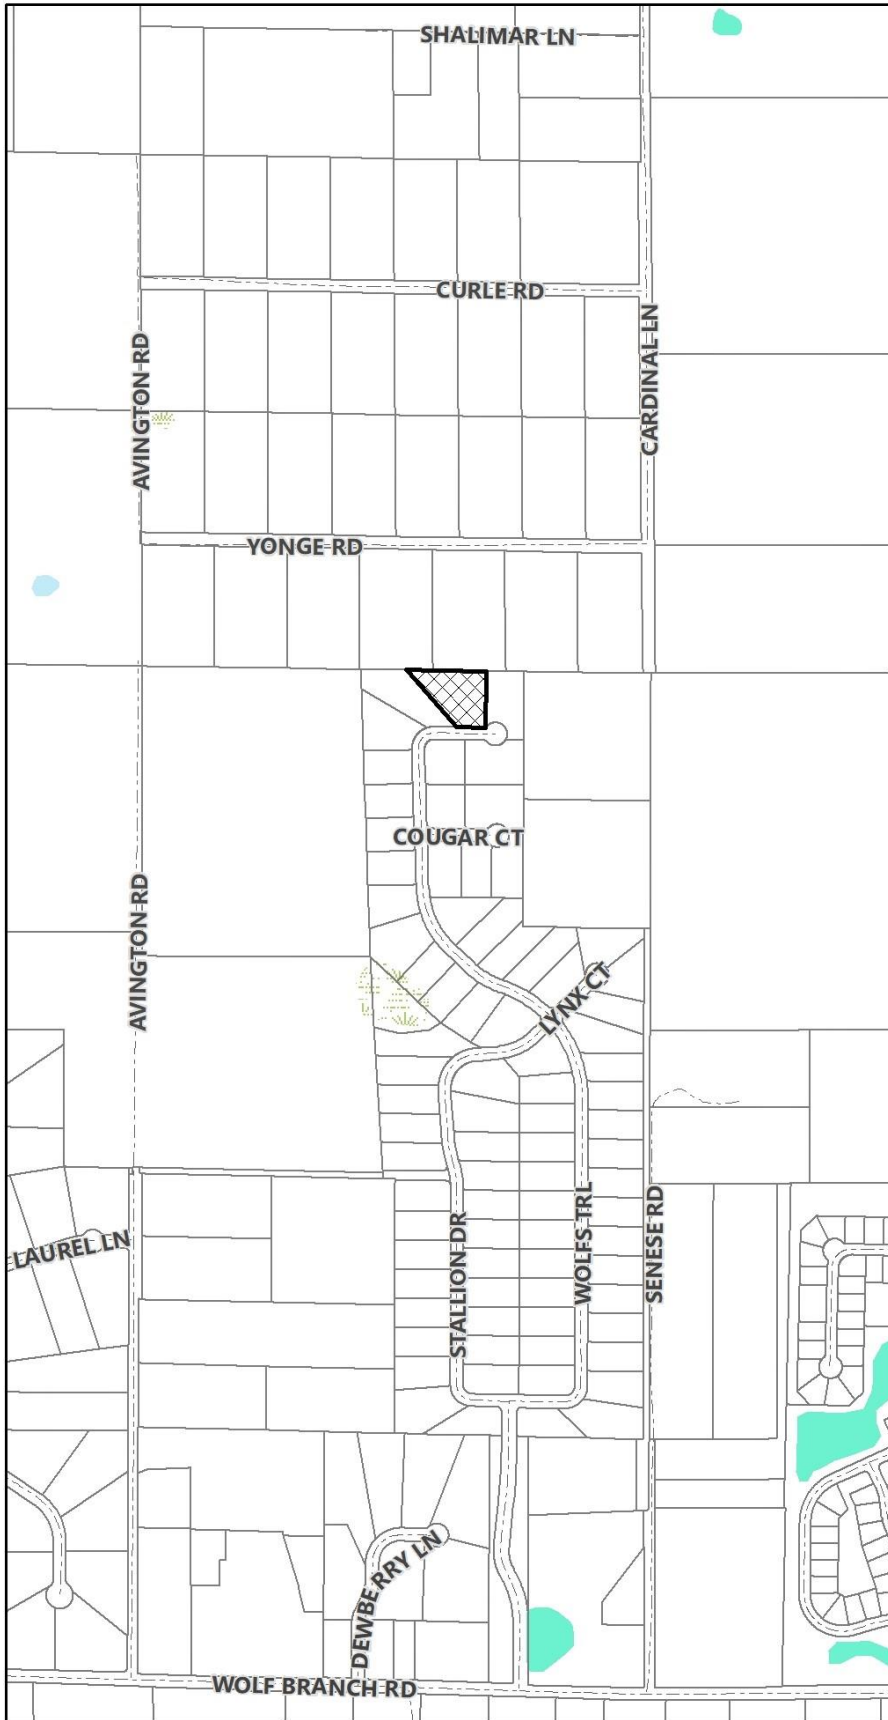 SHALIMAR LN
CURLE RD
AVINGTON RD
CARDINAL LN
YONGE RD
COUGAR CT
AVINGTON RD
LYNX CT
LAUREL LN
STALLION DR
WOLFS TRL
SENESE RD
DEWBERRY LN
WOLF BRANCH RD